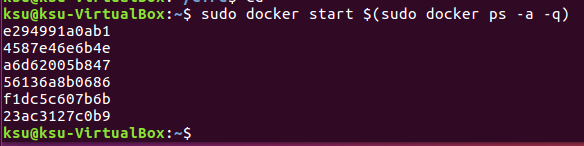 ksu@ksu-VirtualBox:~$ sudo docker start $(sudo docker ps -a -q)
e294991a0ab1
4587e46e6b4e
a6d62005b847
56136a8b0686
f1dc5c607b6b
23ac3127c0b9
ksu@ksu-VirtualBox:~$